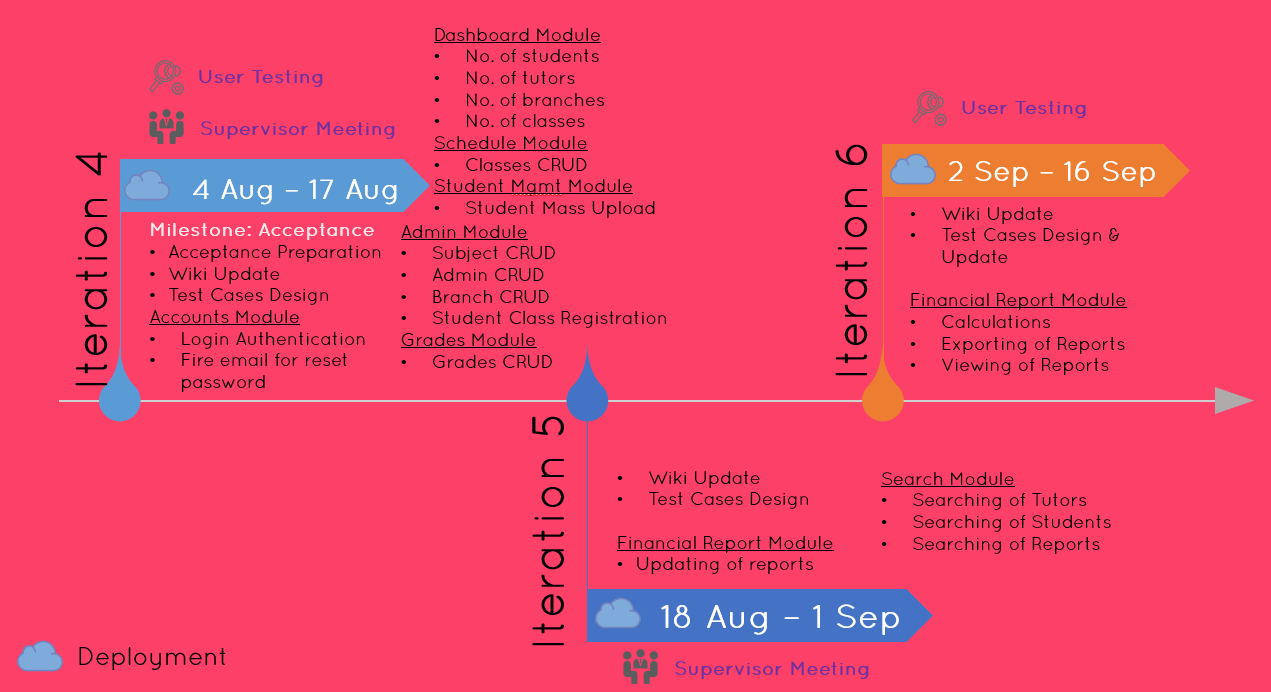 User Testing
Supervisor Meeting
Iteration 4
4 Aug – 17 Aug
Milestone: Acceptance
• Acceptance Preparation
• Wiki Update
• Test Cases Design
Accounts Module
• Login Authentication
• Fire email for reset
password
Dashboard Module
• No. of students
• No. of tutors
• No. of branches
• No. of classes
Schedule Module
• Classes CRUD
Student Mgmt Module
• Student Mass Upload
Admin Module
• Subject CRUD
• Admin CRUD
• Branch CRUD
• Student Class Registration
Grades Module
• Grades CRUD
Iteration 5
• Wiki Update
• Test Cases Design
Financial Report Module
• Updating of reports
Search Module
• Searching of Tutors
• Searching of Students
• Searching of Reports
18 Aug – 1 Sep
Supervisor Meeting
User Testing
Iteration 6
2 Sep – 16 Sep
• Wiki Update
• Test Cases Design &
Update
Financial Report Module
• Calculations
• Exporting of Reports
• Viewing of Reports
Deployment